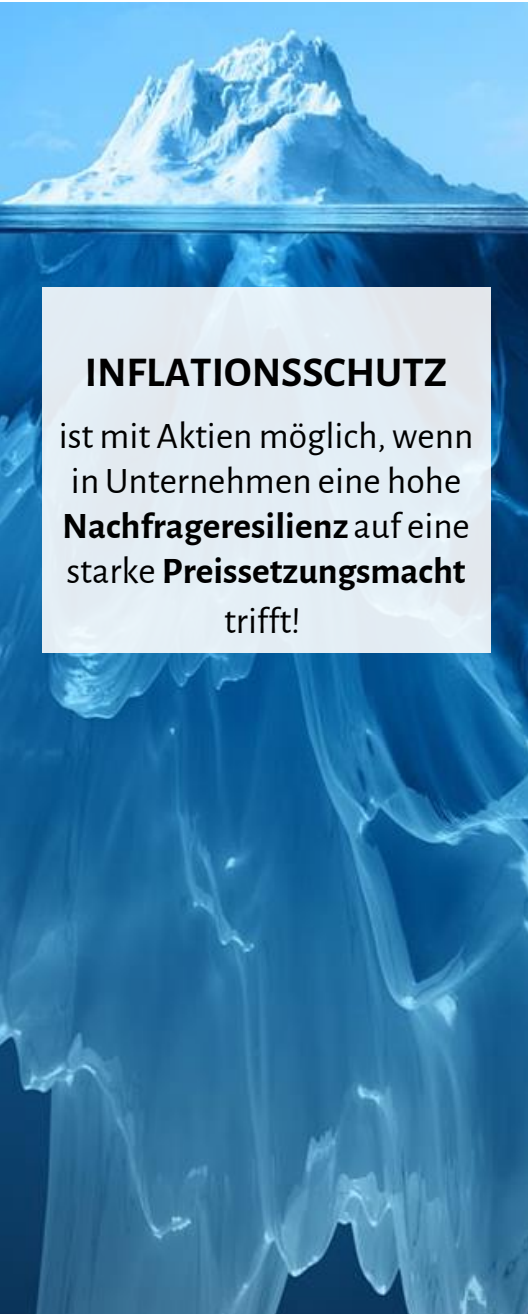 INFLATIONSSCHUTZ
ist mit Aktien möglich, wenn
in Unternehmen eine hohe
Nachfrageresilienz auf eine
starke Preissetzungsmacht
trifft!